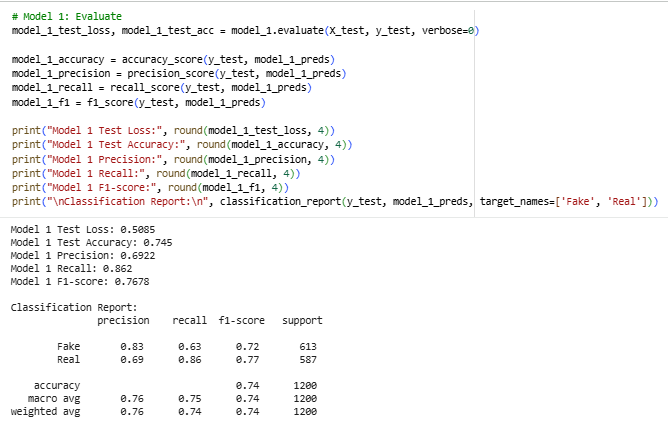 # Model 1: Evaluate
model_1_test_loss, model_1_test_acc = model_1.evaluate(X_test, y_test, verbose=0)
model_1_accuracy = accuracy_score(y_test, model_1_preds)
model_1_precision = precision_score(y_test, model_1_preds)
model_1_recall = recall_score(y_test, model_1_preds)
model_1_f1 = f1_score(y_test, model_1_preds)
print("Model 1 Test Loss:", round(model_1_test_loss, 4))
print("Model 1 Test Accuracy:", round(model_1_accuracy, 4))
print("Model 1 Precision:", round(model_1_precision, 4))
print("Model 1 Recall:", round(model_1_recall, 4))
print("Model 1 F1-score:", round(model_1_f1, 4))
print("\nClassification Report:\n", classification_report(y_test, model_1_preds, target_names=['Fake', 'Real']))
Model 1 Test Loss: 0.5085
Model 1 Test Accuracy: 0.745
Model 1 Precision: 0.6922
Model 1 Recall: 0.862
Model 1 F1-score: 0.7678
Classification Report:
precision recall f1-score support
Fake 0.83 0.63 0.72 613
Real 0.69 0.86 0.77 587
accuracy 0.74 1200
macro avg 0.76 0.75 0.74 1200
weighted avg 0.76 0.74 0.74 1200